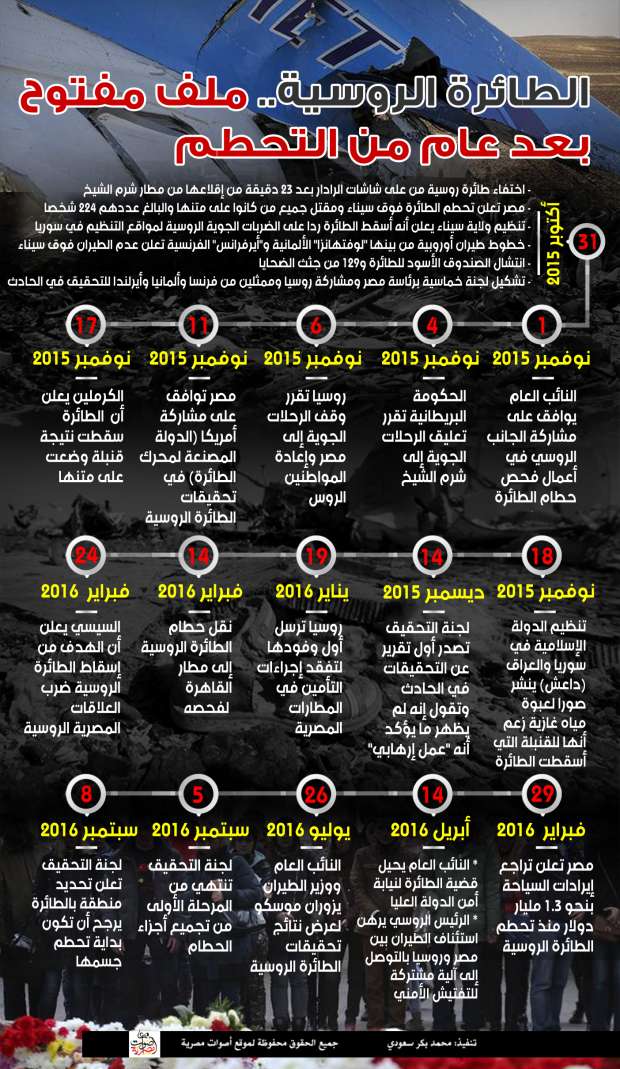 الطائرة الروسية.. ملف مفتوح
بعد عام من التحطم
31
أكتوبر 2015
- اختفاء طائرة روسية من على شاشات الرادار بعد 23 دقيقة من إقلاعها من مطار شرم الشيخ
- مصر تعلن تحطم الطائرة فوق سيناء ومقتل جميع من كانوا على متنها والبالغ عددهم 224 شخصا
- تنظيم ولاية سيناء يعلن أنه أسقط الطائرة ردا على الضربات الجوية الروسية لمواقع التنظيم في سوريا
- خطوط طيران أوروبية من بينها "لوفتهانزا" الألمانية و"أيرفرانس" الفرنسية تعلن عدم الطيران فوق سيناء
- انتشال الصندوق الأسود للطائرة و129 من جثث الضحايا
- تشكيل لجنة خماسية برئاسة مصر ومشاركة روسيا وممثلين من فرنسا وألمانيا وأيرلندا للتحقيق في الحادث
1
نوفمبر 2015
النائب العام
يوافق على
مشاركة الجانب
الروسي في
أعمال فحص
حطام الطائرة
4
نوفمبر 2015
الحكومة
البريطانية تقرر
تعليق الرحلات
الجوية إلى
شرم الشيخ
6
نوفمبر 2015
روسيا تقرر
وقف الرحلات
الجوية إلى
مصر وإعادة
المواطنين
الروس
11
نوفمبر 2015
مصر توافق
على مشاركة
أمريكا (الدولة
المصنعة لمحرك
الطائرة) في
تحقيقات
الطائرة الروسية
17
نوفمبر 2015
الكرملين يعلن
أن الطائرة
سقطت نتيجة
قنبلة وضعت
على متنها
18
نوفمبر 2015
تنظيم الدولة
الإسلامية في
سوريا والعراق
(داعش) ينشر
صورا لعبوة
مياه غازية زعم
أنها للقنبلة التي
أسقطت الطائرة
14
ديسمبر 2015
لجنة التحقيق
تصدر أول تقرير
عن التحقيقات
في الحادث
وتقول إنه لم
يظهر ما يؤكد
أنه "عمل إرهابي"
19
يناير 2016
روسيا ترسل
أول وفودها
لتفقد إجراءات
التأمين في
المطارات
المصرية
14
فبراير 2016
نقل حطام
الطائرة الروسية
إلى مطار
القاهرة
لفحصه
24
فبراير 2016
السيسي يعلن
أن الهدف من
إسقاط الطائرة
الروسية ضرب
العلاقات
المصرية الروسية
29
فبراير 2016
مصر تعلن تراجع
إيرادات السياحة
بنحو 1.3 مليار
دولار منذ تحطم
الطائرة الروسية
14
أبريل 2016
* النائب العام يحيل
قضية الطائرة لنيابة
أمن الدولة العليا
* الرئيس الروسي يرهن
استئناف الطيران بين
مصر وروسيا بالتوصل
إلى آلية مشتركة
للتفتيش الأمني
26
يوليو 2016
النائب العام
ووزير الطيران
يزوران موسكو
لعرض نتائج
تحقيقات
الطائرة الروسية
5
سبتمبر 2016
لجنة التحقيق
تنتهي من
المرحلة الأولى
من تجميع أجزاء
الحطام
8
سبتمبر 2016
لجنة التحقيق
تعلن تحديد
منطقة بالطائرة
يرجح أن تكون
بداية تحطم
جسمها
تنفيذ: محمد بكر سعودي
جميع الحقوق محفوظة لموقع أصوات مصرية
أصوات مصرية